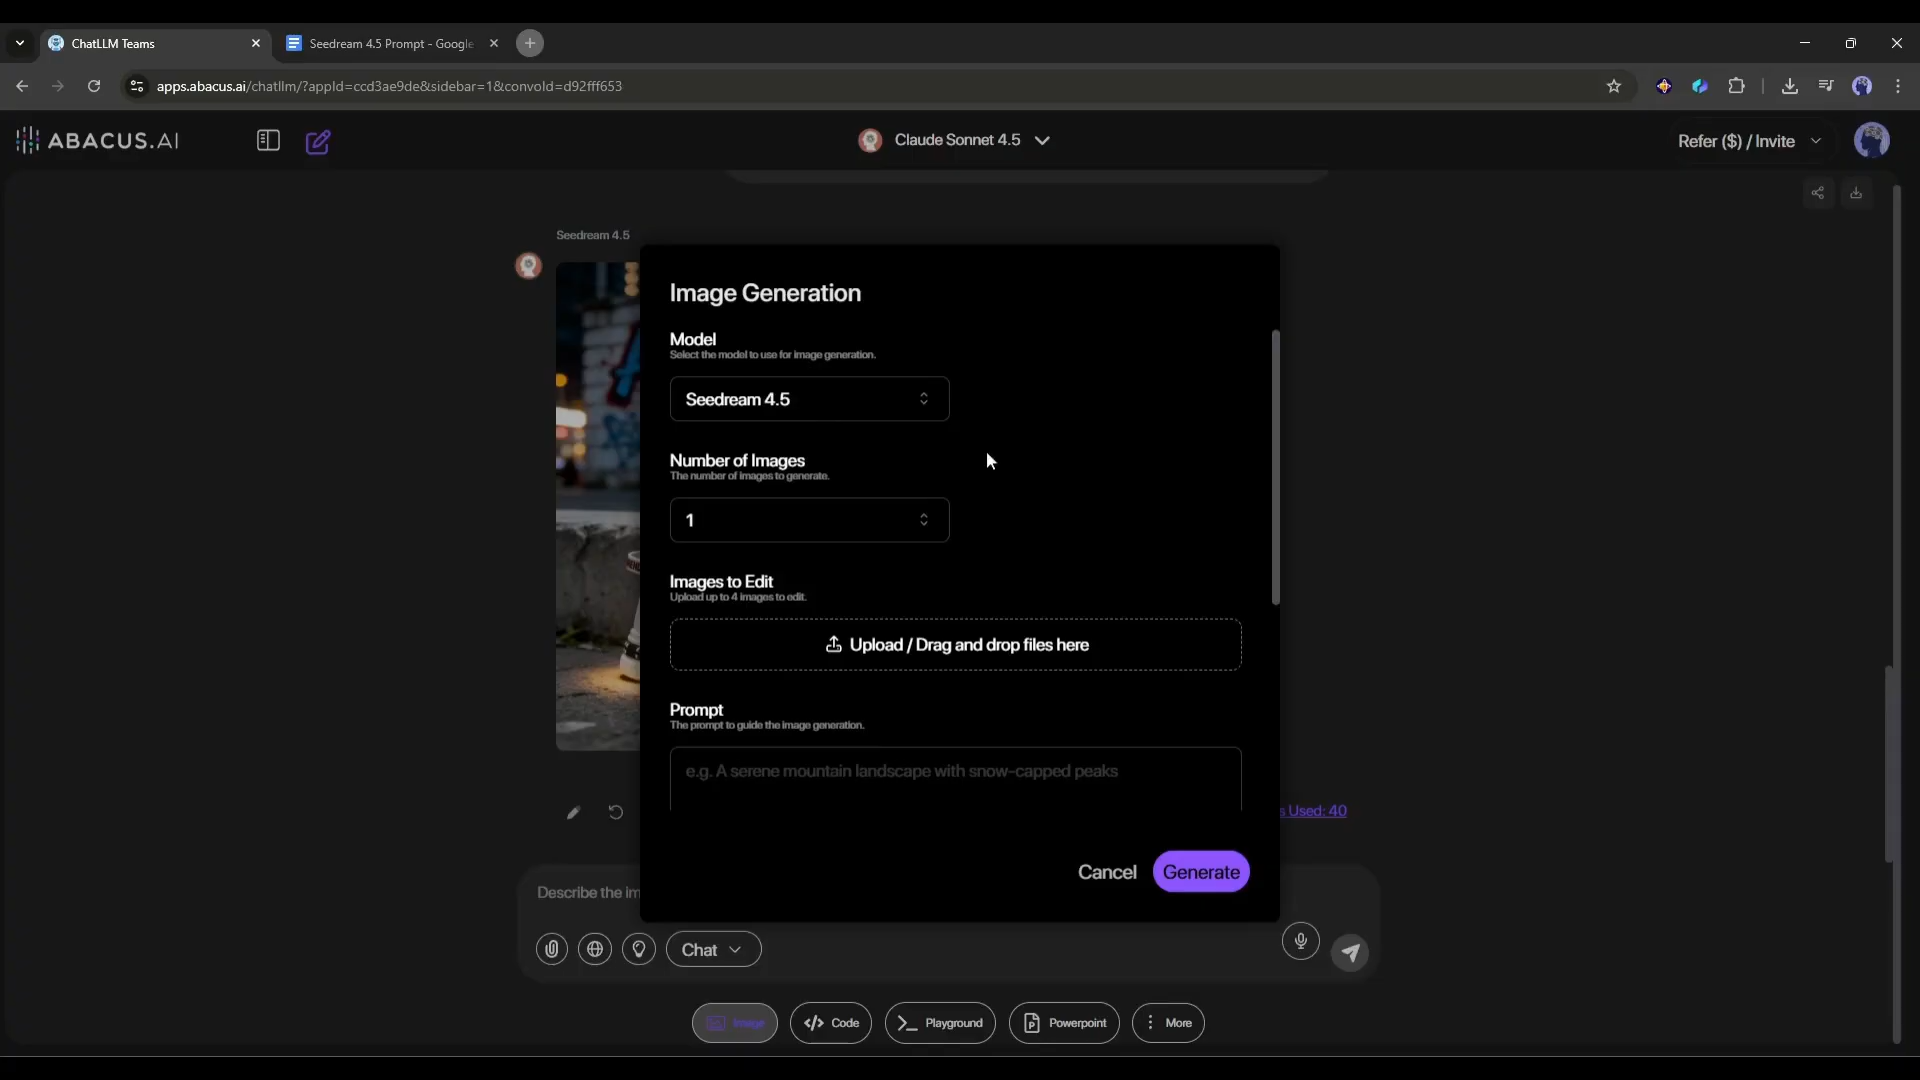 ChatLLM Teams
Seedream 4.5 Prompt - Google
apps.abacus.ai/chatllm/?appId=ccd3ae9de&sidebar=1&convoId=d92fff653
ABACUS.AI
Claude Sonnet 4.5
Refer ($) / Invite
Seedream 4.5
Image Generation
Model
Select the model to use for image generation.
Seedream 4.5
Number of Images
The number of images to generate.
1
Images to Edit
Upload up to 4 images to edit.
Upload / Drag and drop files here
Prompt
The prompt to guide the image generation.
e.g. A serene mountain landscape with snow-capped peaks
s Used: 40
Cancel
Generate
Describe the im
Chat
Image
Code
Playground
Powerpoint
More